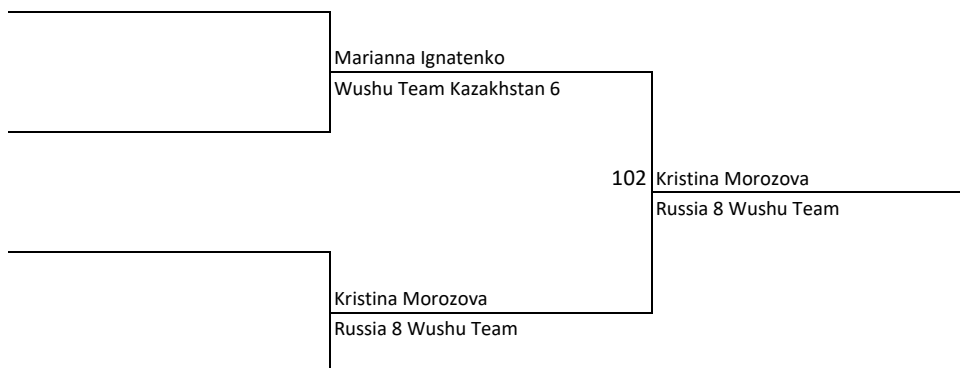 Marianna Ignatenko
Wushu Team Kazakhstan 6
102 Kristina Morozova
Russia 8 Wushu Team
Kristina Morozova
Russia 8 Wushu Team